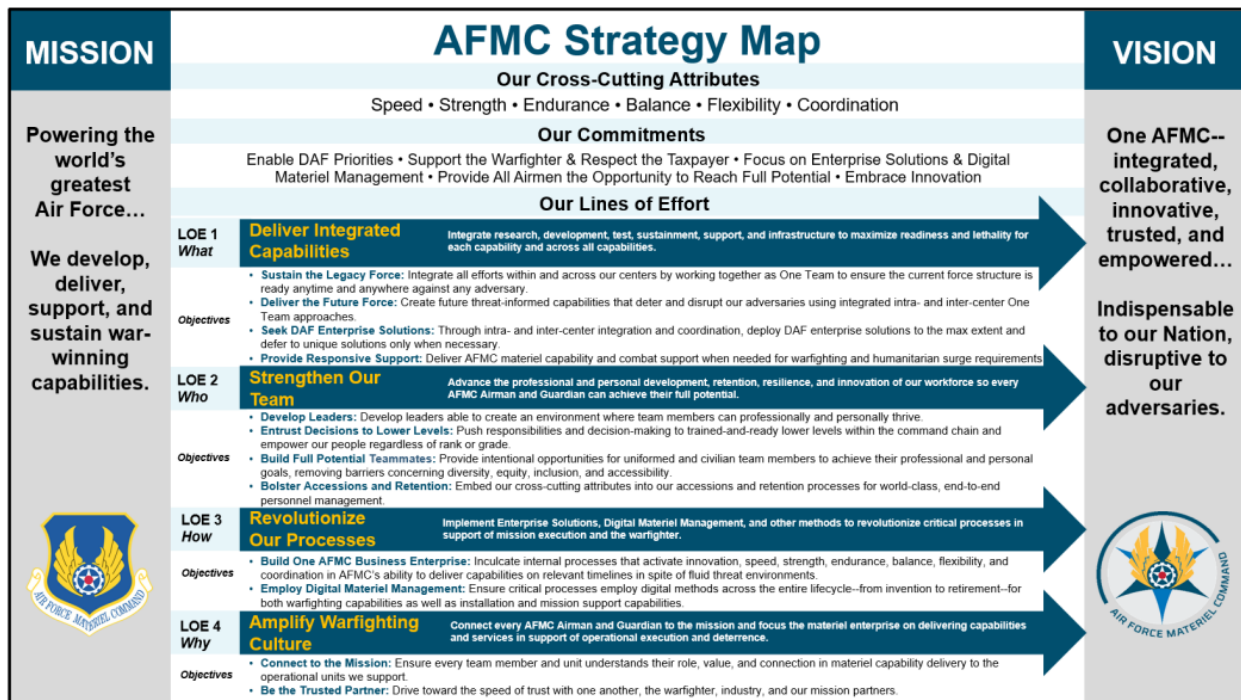 MISSION
Powering the
world's
greatest
Air Force…
We develop,
deliver,
support, and
sustain war-
winning
capabilities.
AIR FORCE MATERIEL COMMAND
AFMC Strategy Map
Our Cross-Cutting Attributes
Speed • Strength • Endurance • Balance • Flexibility • Coordination
Our Commitments
Enable DAF Priorities • Support the Warfighter & Respect the Taxpayer • Focus on Enterprise Solutions & Digital
Materiel Management • Provide All Airmen the Opportunity to Reach Full Potential • Embrace Innovation
Our Lines of Effort
LOE 1
What
Deliver Integrated
Capabilities
Integrate research, development, test, sustainment, support, and infrastructure to maximize readiness and lethality for
each capability and across all capabilities.
Objectives
• Sustain the Legacy Force: Integrate all efforts within and across our centers by working together as One Team to ensure the current force structure is
ready anytime and anywhere against any adversary.
• Deliver the Future Force: Create future threat-informed capabilities that deter and disrupt our adversaries using integrated intra- and inter-center One
Team approaches.
• Seek DAF Enterprise Solutions: Through intra- and inter-center integration and coordination, deploy DAF enterprise solutions to the max extent and
defer to unique solutions only when necessary.
• Provide Responsive Support: Deliver AFMC materiel capability and combat support when needed for warfighting and humanitarian surge requirements
LOE 2
Who
Strengthen Our
Team
Advance the professional and personal development, retention, resilience, and innovation of our workforce so every
AFMC Airman and Guardian can achieve their full potential.
Objectives
• Develop Leaders: Develop leaders able to create an environment where team members can professionally and personally thrive.
• Entrust Decisions to Lower Levels: Push responsibilities and decision-making to trained-and-ready lower levels within the command chain and
empower our people regardless of rank or grade.
• Build Full Potential Teammates: Provide intentional opportunities for uniformed and civilian team members to achieve their professional and personal
goals, removing barriers concerning diversity, equity, inclusion, and accessibility.
• Bolster Accessions and Retention: Embed our cross-cutting attributes into our accessions and retention processes for world-class, end-to-end
personnel management.
LOE 3
How
Revolutionize
Our Processes
Implement Enterprise Solutions, Digital Materiel Management, and other methods to revolutionize critical processes in
support of mission execution and the warfighter.
Objectives
• Build One AFMC Business Enterprise: Inculcate internal processes that activate innovation, speed, strength, endurance, balance, flexibility, and
coordination in AFMC's ability to deliver capabilities on relevant timelines in spite of fluid threat environments.
• Employ Digital Materiel Management: Ensure critical processes employ digital methods across the entire lifecycle--from invention to retirement--for
both warfighting capabilities as well as installation and mission support capabilities.
LOE 4
Why
Amplify Warfighting
Culture
Connect every AFMC Airman and Guardian to the mission and focus the materiel enterprise on delivering capabilities
and services in support of operational execution and deterrence.
Objectives
• Connect to the Mission: Ensure every team member and unit understands their role, value, and connection in materiel capability delivery to the
operational units we support.
• Be the Trusted Partner: Drive toward the speed of trust with one another, the warfighter, industry, and our mission partners.
VISION
One AFMC--
integrated,
collaborative,
innovative,
trusted, and
empowered…
Indispensable
to our Nation,
disruptive to
our
adversaries.
AIR FORCE MATERIEL COMMAND